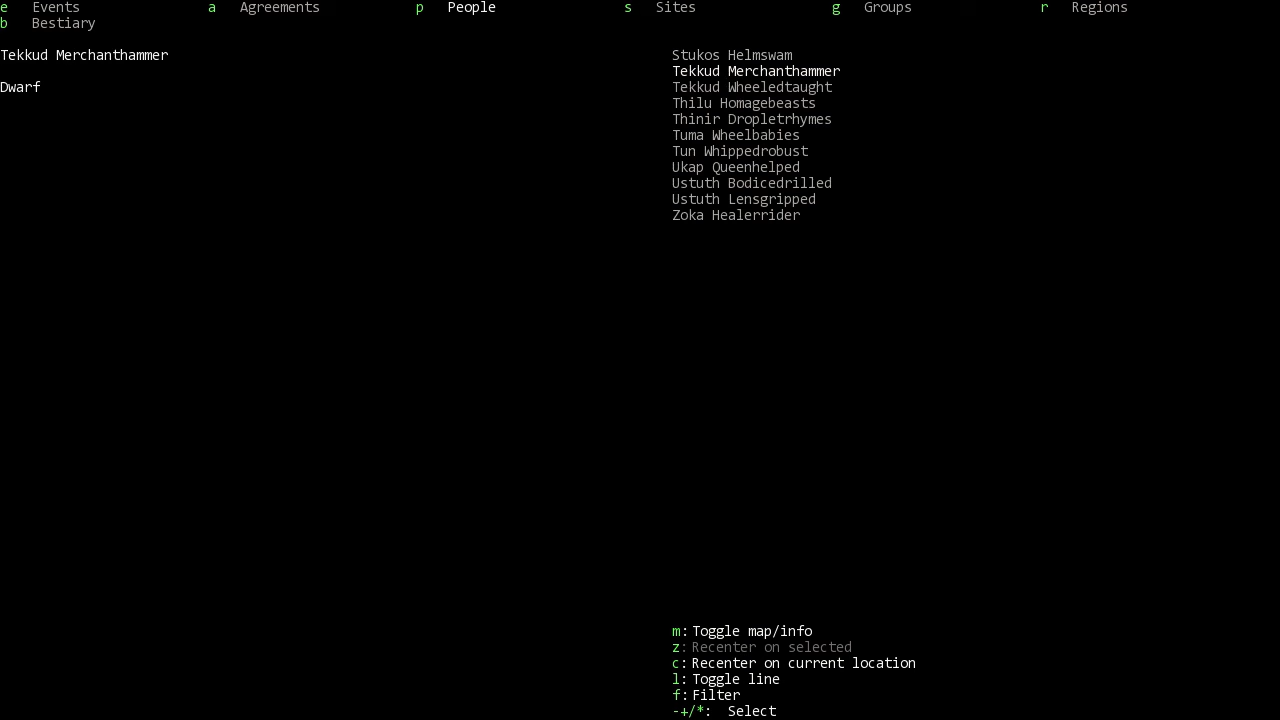 e Events a Agreements p People s Sites g Groups r Regions
b Bestiary
Tekkud Merchanthammer
Dwarf
Stukos Helmswam
Tekkud Merchanthammer
Tekkud Wheeledtaught
Thilu Homagebeasts
Thinir Dropletrhymes
Tuma Wheelbabies
Tun Whippedrobust
Ukap Queenhelped
Ustuth Bodicedrilled
Ustuth Lensgripped
Zoka Healerrider
m:Toggle map/info
z:Recenter on selected
c:Recenter on current location
l:Toggle line
f:Filter
-+/*: Select